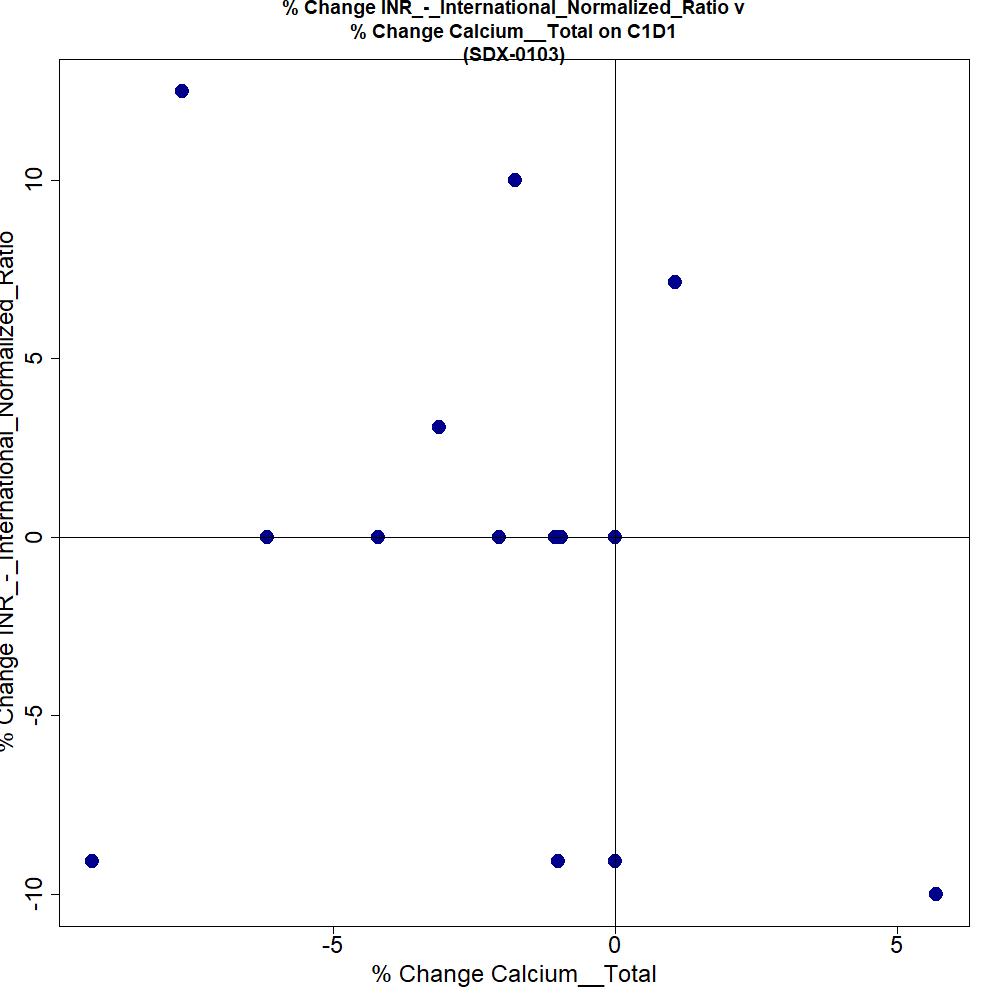 % Change INR_-_International_Normalized_Ratio v
% Change Calcium__Total on C1D1
(SDX-0103)
% Change INR_-_International_Normalized_Ratio
10
5
0
-5
-10
-5
0
5
% Change Calcium__Total